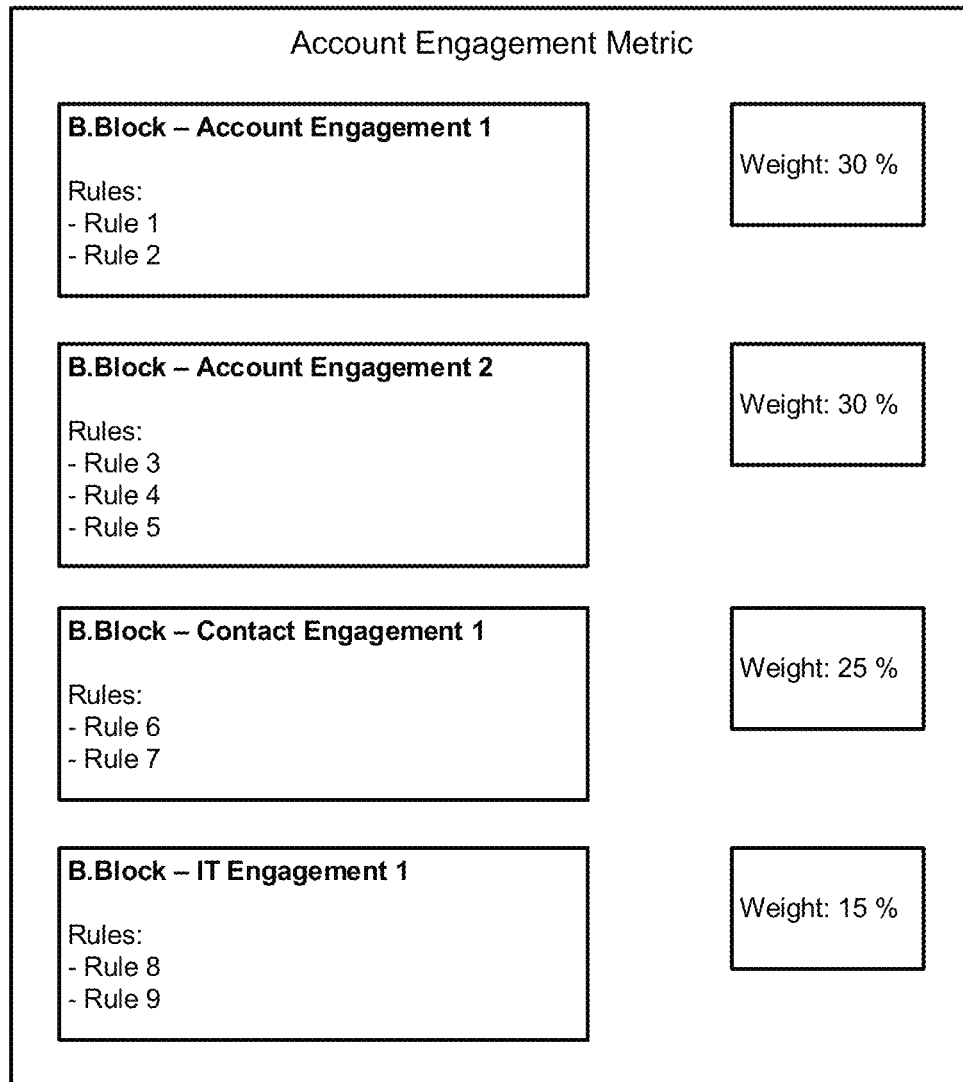 Account Engagement Metric
B.Block – Account Engagement 1
Weight: 30 %
Rules:
- Rule 1
- Rule 2
B.Block – Account Engagement 2
Weight: 30 %
Rules:
- Rule 3
- Rule 4
- Rule 5
B.Block – Contact Engagement 1
Weight: 25 %
Rules:
- Rule 6
- Rule 7
B.Block – IT Engagement 1
Weight: 15 %
Rules:
- Rule 8
- Rule 9